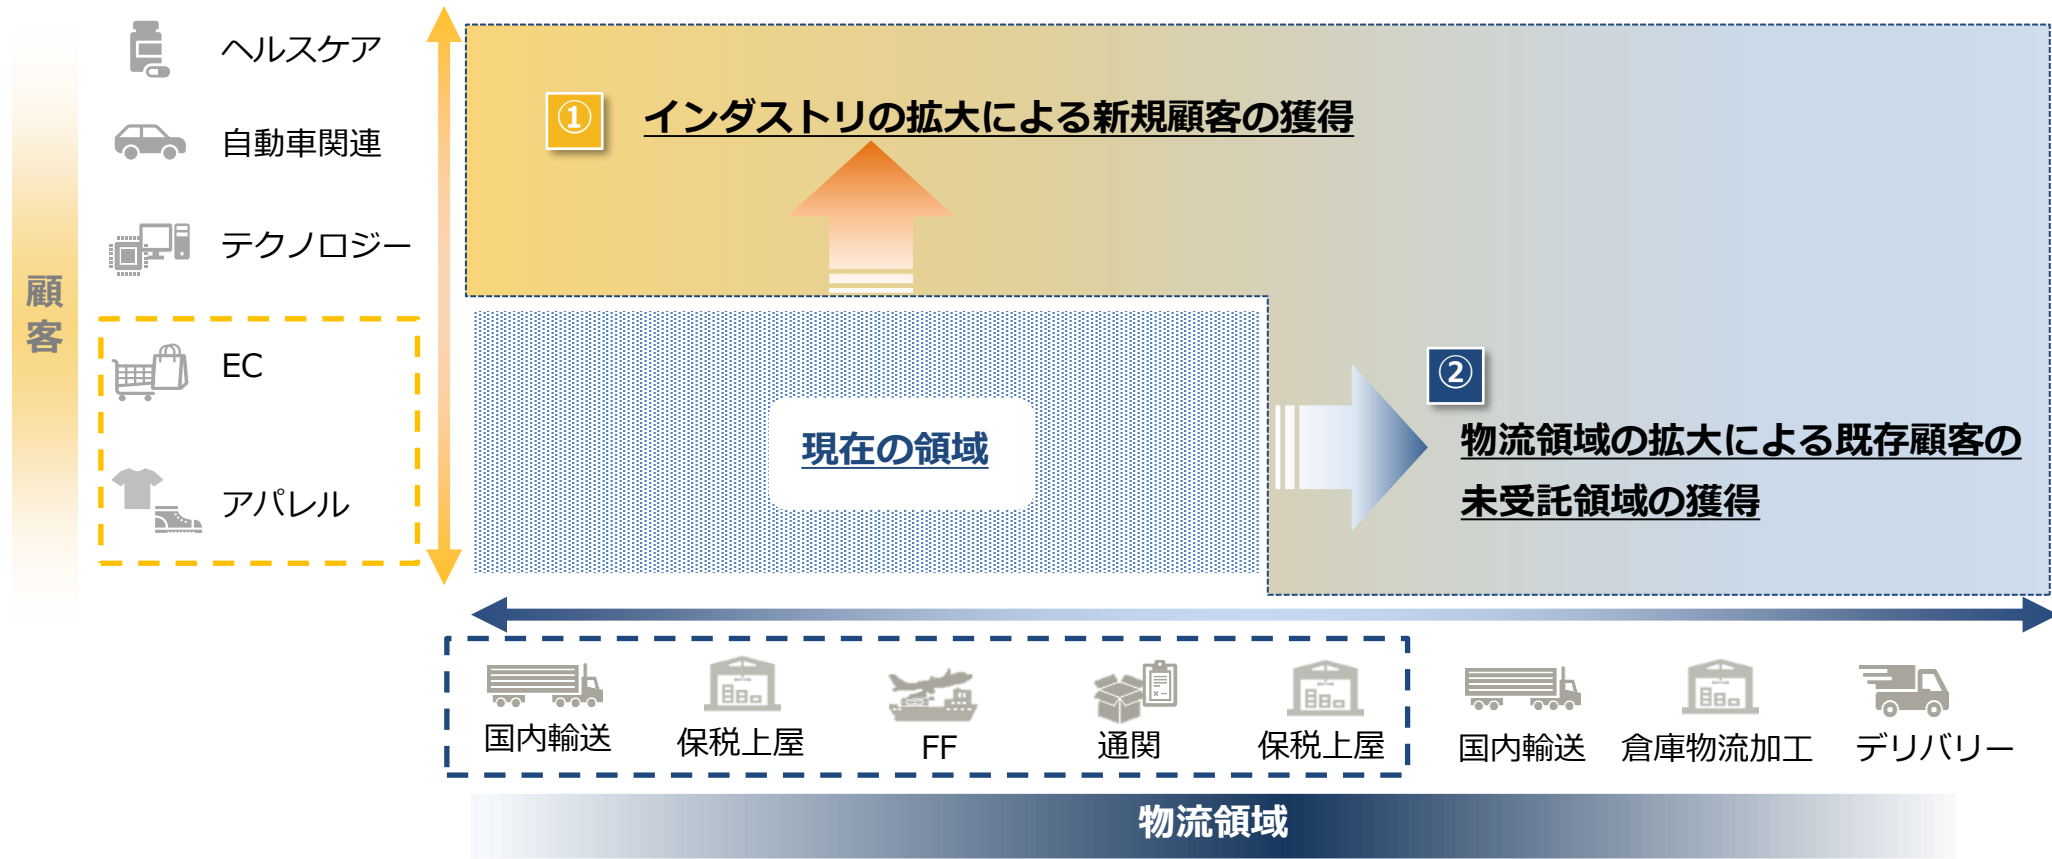 顧客
ヘルスケア
自動車関連
テクノロジー
EC
アパレル
①
インダストリの拡大による新規顧客の獲得
現在の領域
②
物流領域の拡大による既存顧客の
未受託領域の獲得
国内輸送
保税上屋
FF
通関
保税上屋
国内輸送
倉庫物流加工
デリバリー
物流領域